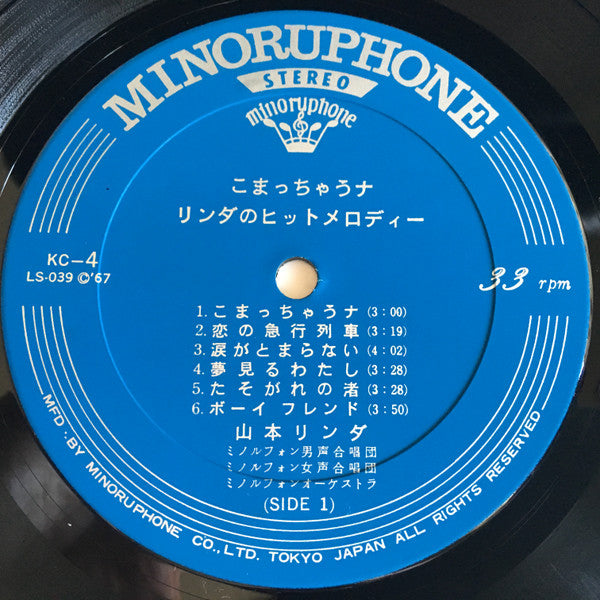 MINORUPHONE
STEREO
minoruphone
こまっちゃうナ
リンダのヒットメロディー
KC-4
LS-039 ©'67
33 rpm
1. こまっちゃうナ (3:00)
2. 恋の急行列車 (3:19)
3. 涙がとまらない (4:02)
4. 夢見るわたし (3:28)
5. たそがれの渚 (3:28)
6. ボーイ フレンド (3:50)
山本リンダ
ミノルフォン男声合唱団
ミノルフォン女声合唱団
ミノルフォンオーケストラ
(SIDE 1)
MFD. BY MINORUPHONE CO., LTD. TOKYO JAPAN ALL RIGHTS RESERVED